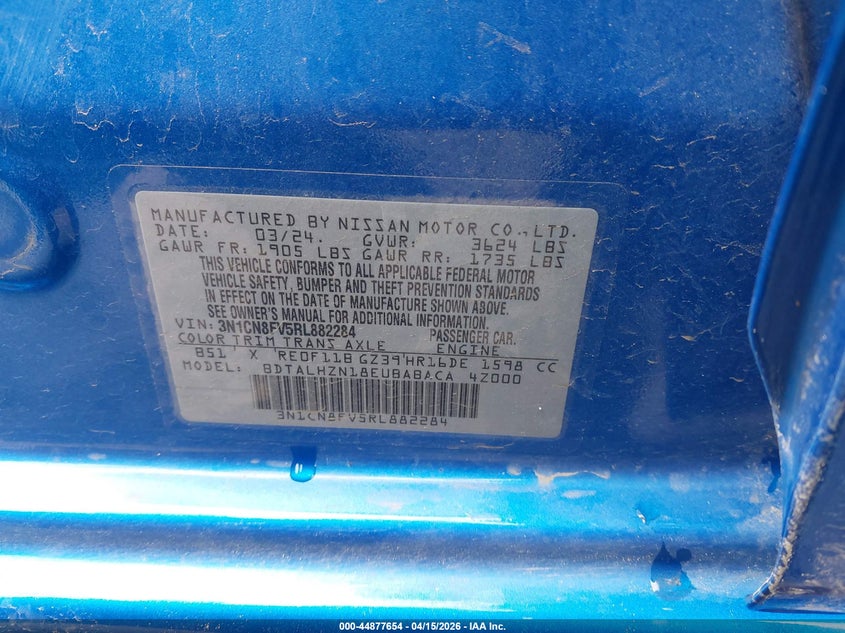 MANUFACTURED BY NISSAN MOTOR CO.,LTD.
DATE: 03/24. GVWR: 3624 LBS
GAWR FR: 1905 LBS GAWR RR: 1735 LBS
THIS VEHICLE CONFORMS TO ALL APPLICABLE FEDERAL MOTOR
VEHICLE SAFETY, BUMPER AND THEFT PREVENTION STANDARDS
IN EFFECT ON THE DATE OF MANUFACTURE SHOWN ABOVE.
SEE OWNER'S MANUAL FOR ADDITIONAL INFORMATION.
VIN: 3N1CN8FV5RL882284 PASSENGER CAR.
COLOR TRIM TRANS AXLE ENGINE
B51 X RE0F11B GZ39 HR16DE 1598 CC
MODEL: BDTALHZN18EUBABACA 4Z000
3N1CN8FV5RL882284
000-44877654 - 04/15/2026 - IAA Inc.